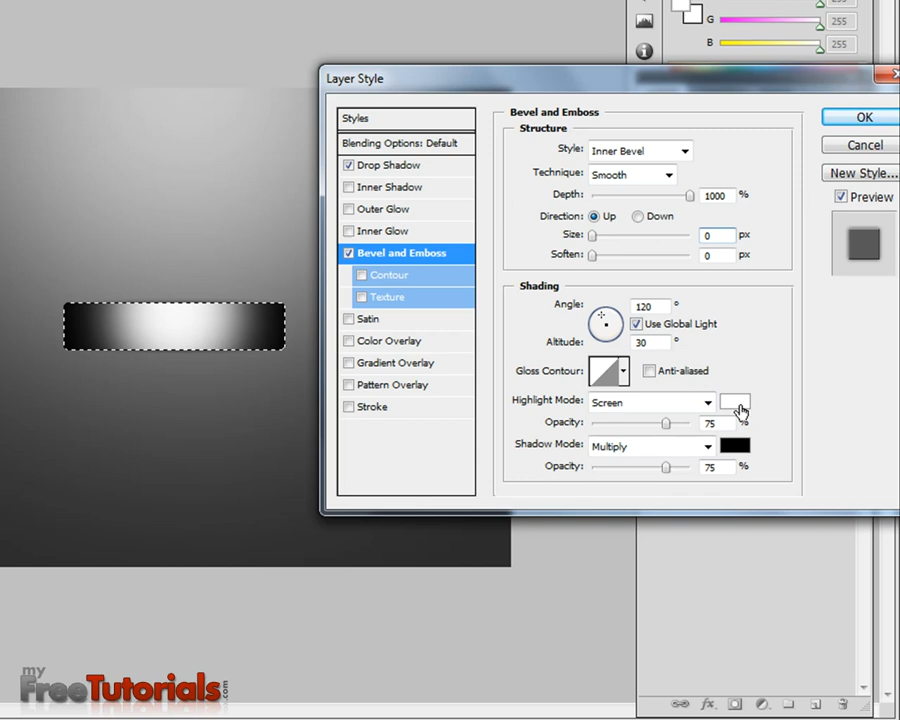 G 255
B 255
Layer Style
Styles
Blending Options: Default
Drop Shadow
Inner Shadow
Outer Glow
Inner Glow
Bevel and Emboss
Contour
Texture
Satin
Color Overlay
Gradient Overlay
Pattern Overlay
Stroke
Bevel and Emboss
Structure
Style: Inner Bevel
Technique: Smooth
Depth: 1000 %
Direction: Up Down
Size: 0 px
Soften: 0 px
Shading
Angle: 120 °
Use Global Light
Altitude: 30 °
Gloss Contour: Anti-aliased
Highlight Mode: Screen
Opacity: 75 %
Shadow Mode: Multiply
Opacity: 75 %
OK
Cancel
New Style...
Preview
my
FreeTutorials.com
fx